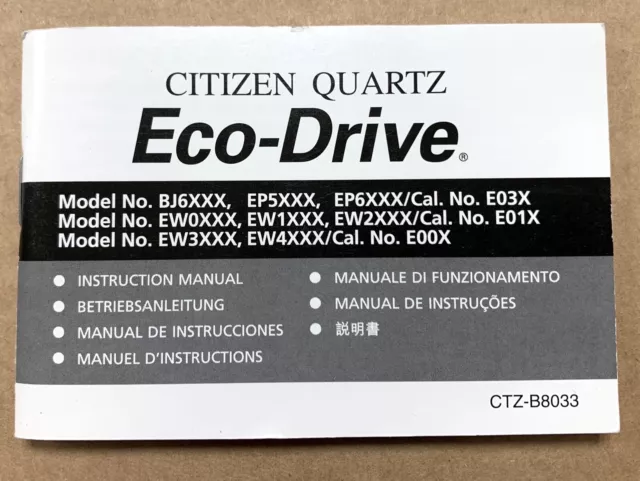 CITIZEN QUARTZ
Eco-Drive®
Model No. BJ6XXX, EP5XXX, EP6XXX/Cal. No. E03X
Model No. EW0XXX, EW1XXX, EW2XXX/Cal. No. E01X
Model No. EW3XXX, EW4XXX/Cal. No. E00X
● INSTRUCTION MANUAL
● BETRIEBSANLEITUNG
● MANUAL DE INSTRUCCIONES
● MANUEL D'INSTRUCTIONS
● MANUALE DI FUNZIONAMENTO
● MANUAL DE INSTRUÇÕES
● 説明書
CTZ-B8033